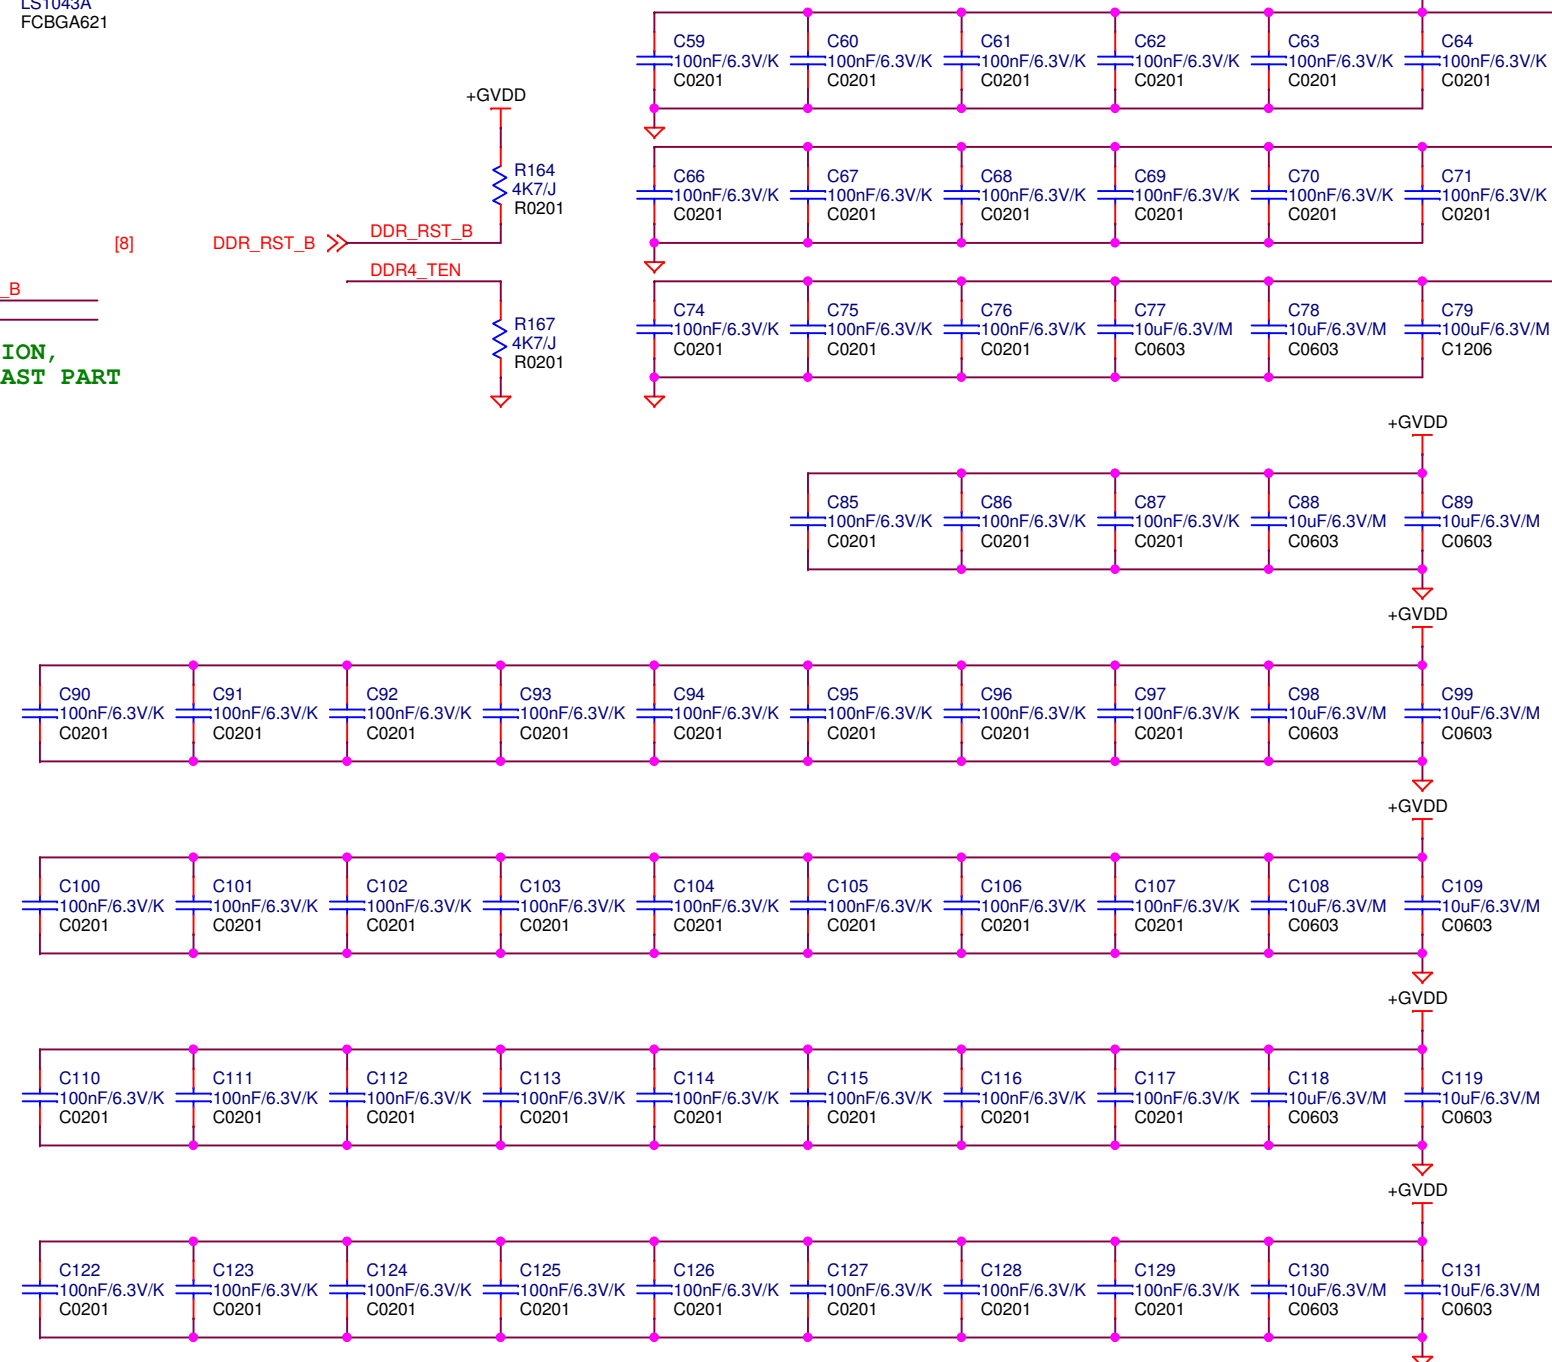 LS1043A
FCBGA621
C59
100nF/6.3V/K
C0201
C60
100nF/6.3V/K
C0201
C61
100nF/6.3V/K
C0201
C62
100nF/6.3V/K
C0201
C63
100nF/6.3V/K
C0201
C64
100nF/6.3V/K
C0201
+GVDD
R164
4K7/J
R0201
C66
100nF/6.3V/K
C0201
C67
100nF/6.3V/K
C0201
C68
100nF/6.3V/K
C0201
C69
100nF/6.3V/K
C0201
C70
100nF/6.3V/K
C0201
C71
100nF/6.3V/K
C0201
[8]
DDR_RST_B
DDR_RST_B
DDR4_TEN
_B
R167
4K7/J
R0201
ION,
AST PART
C74
100nF/6.3V/K
C0201
C75
100nF/6.3V/K
C0201
C76
100nF/6.3V/K
C0201
C77
10uF/6.3V/M
C0603
C78
10uF/6.3V/M
C0603
C79
100uF/6.3V/M
C1206
+GVDD
C85
100nF/6.3V/K
C0201
C86
100nF/6.3V/K
C0201
C87
100nF/6.3V/K
C0201
C88
10uF/6.3V/M
C0603
C89
10uF/6.3V/M
C0603
+GVDD
C90
100nF/6.3V/K
C0201
C91
100nF/6.3V/K
C0201
C92
100nF/6.3V/K
C0201
C93
100nF/6.3V/K
C0201
C94
100nF/6.3V/K
C0201
C95
100nF/6.3V/K
C0201
C96
100nF/6.3V/K
C0201
C97
100nF/6.3V/K
C0201
C98
10uF/6.3V/M
C0603
C99
10uF/6.3V/M
C0603
+GVDD
C100
100nF/6.3V/K
C0201
C101
100nF/6.3V/K
C0201
C102
100nF/6.3V/K
C0201
C103
100nF/6.3V/K
C0201
C104
100nF/6.3V/K
C0201
C105
100nF/6.3V/K
C0201
C106
100nF/6.3V/K
C0201
C107
100nF/6.3V/K
C0201
C108
10uF/6.3V/M
C0603
C109
10uF/6.3V/M
C0603
+GVDD
C110
100nF/6.3V/K
C0201
C111
100nF/6.3V/K
C0201
C112
100nF/6.3V/K
C0201
C113
100nF/6.3V/K
C0201
C114
100nF/6.3V/K
C0201
C115
100nF/6.3V/K
C0201
C116
100nF/6.3V/K
C0201
C117
100nF/6.3V/K
C0201
C118
10uF/6.3V/M
C0603
C119
10uF/6.3V/M
C0603
+GVDD
C122
100nF/6.3V/K
C0201
C123
100nF/6.3V/K
C0201
C124
100nF/6.3V/K
C0201
C125
100nF/6.3V/K
C0201
C126
100nF/6.3V/K
C0201
C127
100nF/6.3V/K
C0201
C128
100nF/6.3V/K
C0201
C129
100nF/6.3V/K
C0201
C130
10uF/6.3V/M
C0603
C131
10uF/6.3V/M
C0603